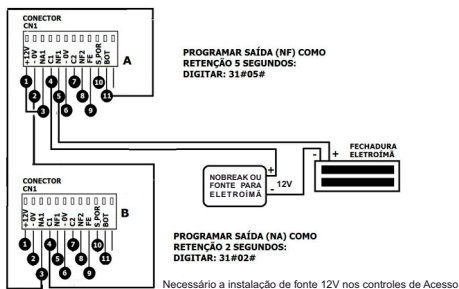 CONECTOR
CN1
+12V
- 0V
NA1
C1
NF1
- 0V
C2
NF2
FE
S_POR
BOT
A
1
2
3
4
5
6
7
8
9
10
11
PROGRAMAR SAÍDA (NF) COMO
RETENÇÃO 5 SEGUNDOS:
DIGITAR: 31#05#
FECHADURA
ELETROÍMÃ
- +
NOBREAK OU
FONTE PARA
ELETROÍMÃ
+
- 12V
CONECTOR
CN1
+12V
- 0V
NA1
C1
NF1
- 0V
C2
NF2
FE
S_POR
BOT
B
1
2
3
4
5
6
7
8
9
10
11
PROGRAMAR SAÍDA (NA) COMO
RETENÇÃO 2 SEGUNDOS:
DIGITAR: 31#02#
Necessário a instalação de fonte 12V nos controles de Acesso